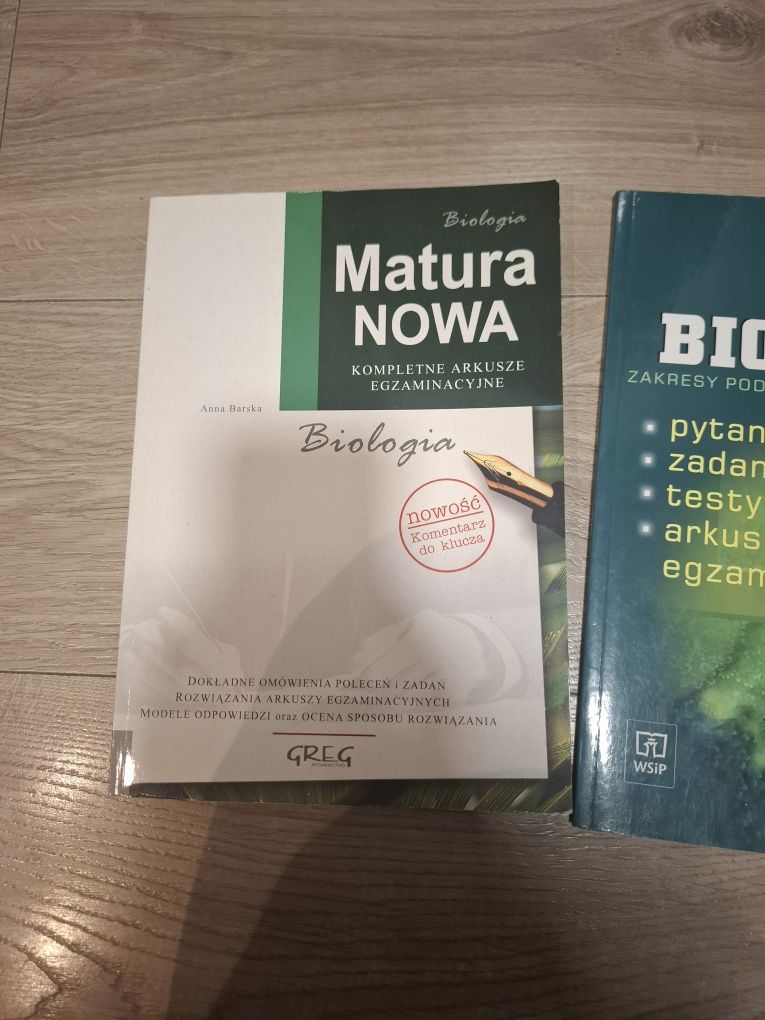 Biologia
Matura
NOWA
KOMPLETNE ARKUSZE
EGZAMINACYJNE
Anna Barska
Biologia
nowość
Komentarz
do klucza
DOKŁADNE OMÓWIENIA POLECEŃ i ZADAŃ
ROZWIĄZANIA ARKUSZY EGZAMINACYJNYCH
MODELE ODPOWIEDZI oraz OCENA SPOSOBU ROZWIĄZANIA
GREG
WYDAWNICTWO
BIO
ZAKRESY POD
pytan
zadan
testy
arkus
egzam
WSiP